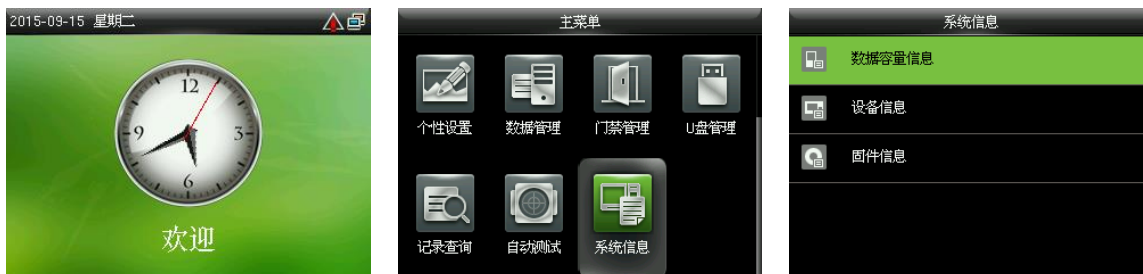 2015-09-15 星期二
12
9
3
6
欢迎
主菜单
个性设置 数据管理 门禁管理 U盘管理
记录查询 自动测试 系统信息
系统信息
数据容量信息
设备信息
固件信息